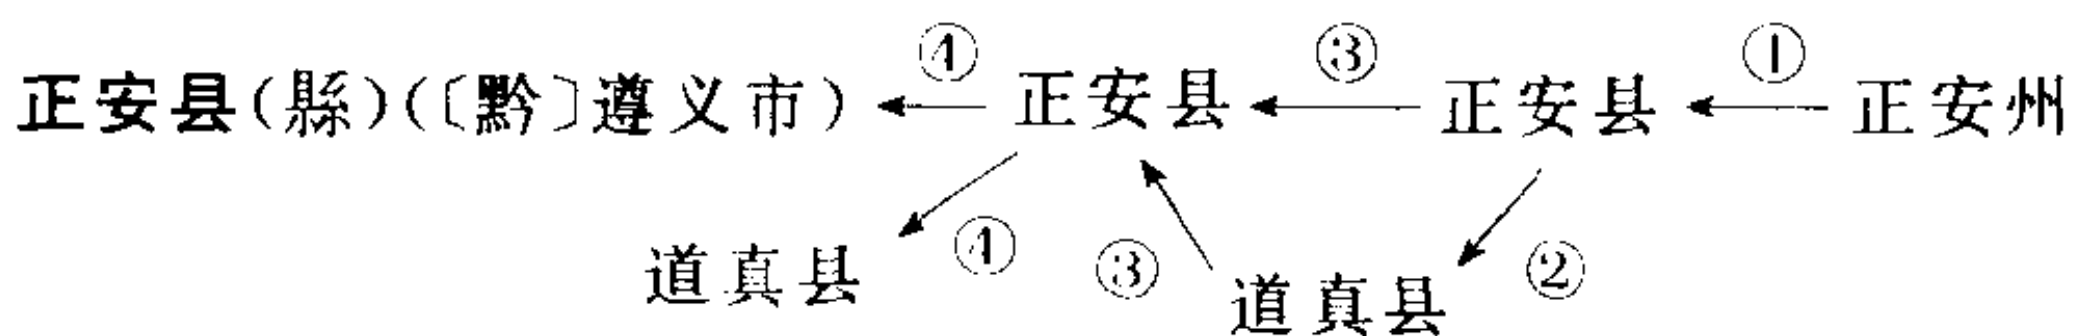 ④ ③ ①
正安县(縣)(〔黔〕遵义市) 正安县 正安县 正安州
道真县 ④ ③ 道真县 ②